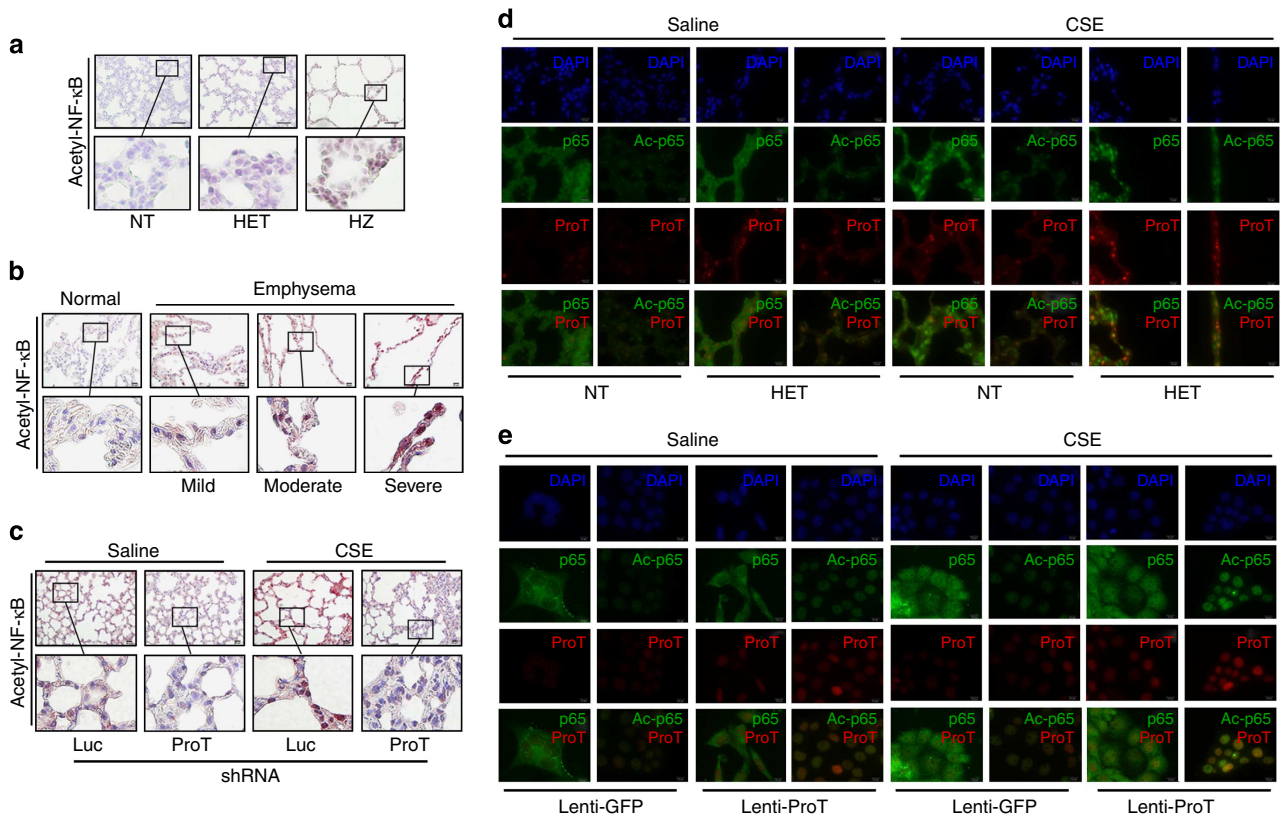 a
Acetyl-NF-κB
NT HET HZ
b
Normal Emphysema
Acetyl-NF-κB
Mild Moderate Severe
c
Saline CSE
Acetyl-NF-κB
Luc ProT Luc ProT
shRNA
d
Saline CSE
DAPI DAPI DAPI DAPI DAPI DAPI DAPI DAPI
p65 Ac-p65 p65 Ac-p65 p65 Ac-p65 p65 Ac-p65
ProT ProT ProT ProT ProT ProT ProT ProT
p65 Ac-p65 p65 Ac-p65 p65 Ac-p65 p65 Ac-p65
ProT ProT ProT ProT ProT ProT ProT ProT
NT HET NT HET
e
Saline CSE
DAPI DAPI DAPI DAPI DAPI DAPI DAPI DAPI
p65 Ac-p65 p65 Ac-p65 p65 Ac-p65 p65 Ac-p65
ProT ProT ProT ProT ProT ProT ProT ProT
p65 Ac-p65 p65 Ac-p65 p65 Ac-p65 p65 Ac-p65
ProT ProT ProT ProT ProT ProT ProT ProT
Lenti-GFP Lenti-ProT Lenti-GFP Lenti-ProT